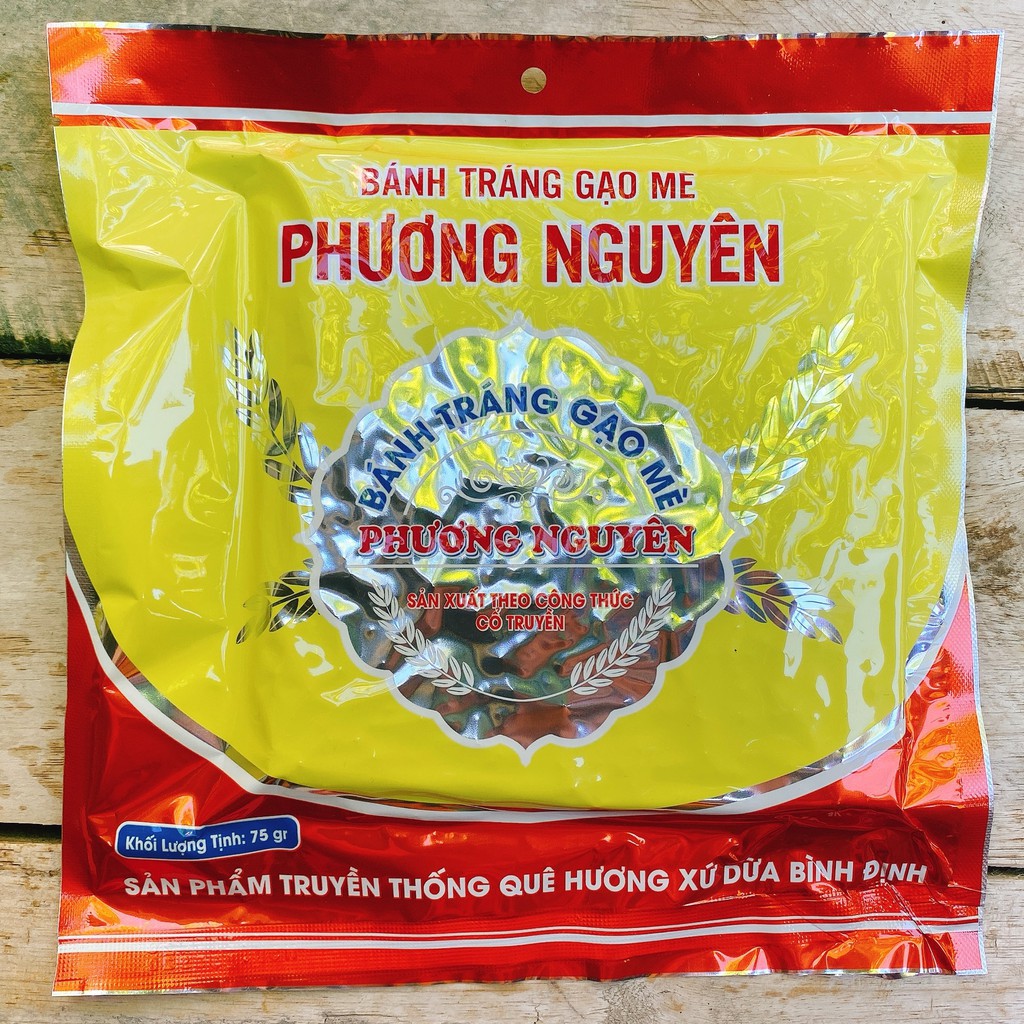 BÁNH TRÁNG GẠO ME
PHƯƠNG NGUYÊN
BÁNH TRÁNG GẠO MÈ
PHƯƠNG NGUYÊN
SẢN XUẤT THEO CÔNG THỨC
CỔ TRUYỀN
Khối Lượng Tịnh: 75 gr
SẢN PHẨM TRUYỀN THỐNG QUÊ HƯƠNG XỨ DỪA BÌNH ĐỊNH